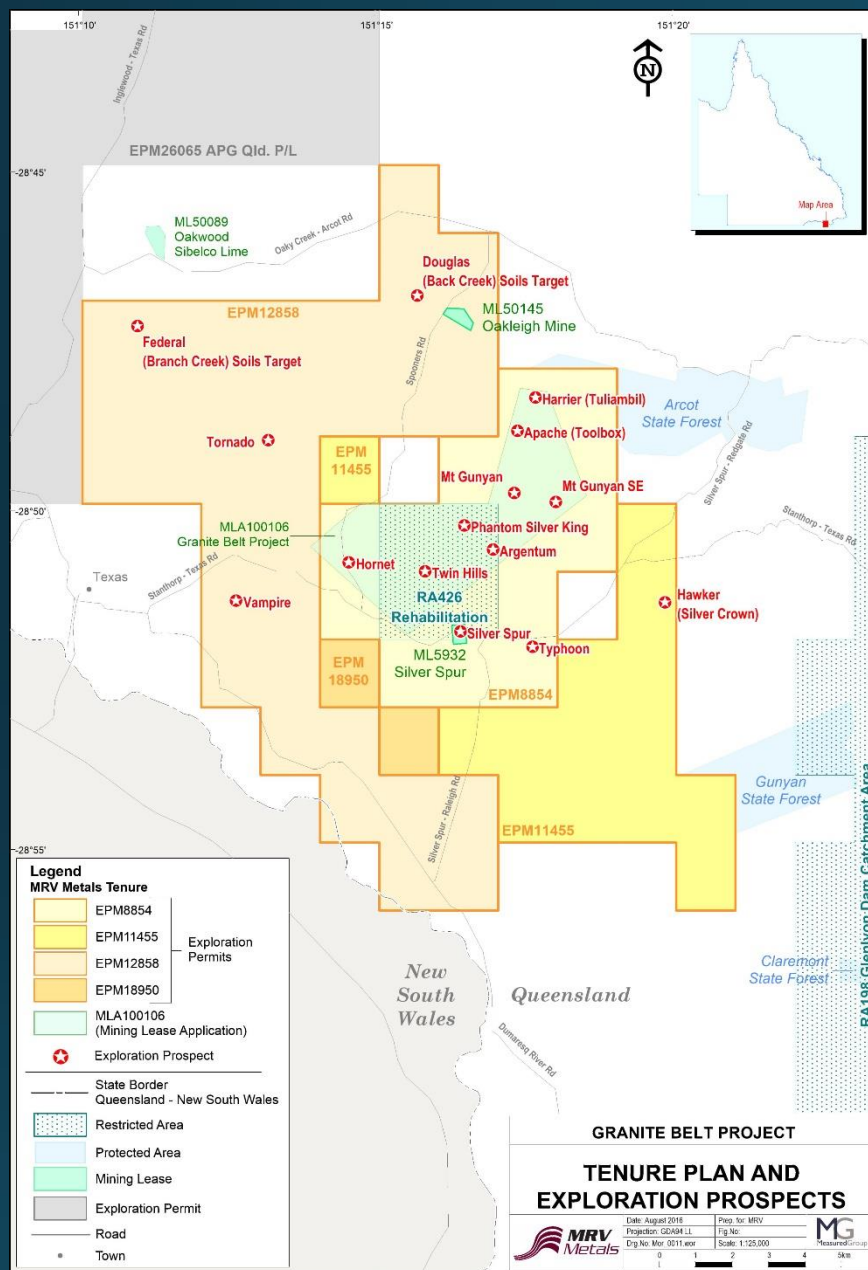 151°10'
151°15'
151°20'
Inglewood - Texas Rd
N
Map Area
EPM26065 APG Qld. P/L
-28°45'
ML50089
Oakwood
Sibelco Lime
Oaky Creek - Arcot Rd
Douglas
(Back Creek) Soils Target
EPM12858
ML50145
Oakleigh Mine
Federal
(Branch Creek) Soils Target
Spooners Rd
Harrier (Tuliambil)
Arcot
State Forest
Apache (Toolbox)
Tornado
EPM
11455
Mt Gunyan
Mt Gunyan SE
Silver Spur - Redgate Rd
-28°50'
MLA100106
Granite Belt Project
Phantom Silver King
Stanthorp - Texas Rd
Argentum
Stanthorp - Texas Rd
Hornet
Twin Hills
Texas
RA426
Rehabilitation
Vampire
Hawker
(Silver Crown)
Silver Spur
Typhoon
ML5932
Silver Spur
EPM
18950
EPM8854
Silver Spur - Raleigh Rd
Gunyan
State Forest
EPM11455
-28°55'
RA198 Glenlyon Dam Catchment Area
Claremont
State Forest
New
South
Wales
Queensland
Dumaresq River Rd
Legend
MRV Metals Tenure
EPM8854
EPM11455
EPM12858
EPM18950
Exploration
Permits
MLA100106
(Mining Lease Application)
Exploration Prospect
State Border
Queensland - New South Wales
Restricted Area
Protected Area
Mining Lease
Exploration Permit
Road
Town
GRANITE BELT PROJECT
TENURE PLAN AND
EXPLORATION PROSPECTS
MRV
Metals
Date: August 2016
Prep. for: MRV
Projection: GDA94 LL
Fig.No:
Drg.No: Mor_0011.wor
Scale: 1:125,000
MG
MeasuredGroup
0 1 2 3 4 5km